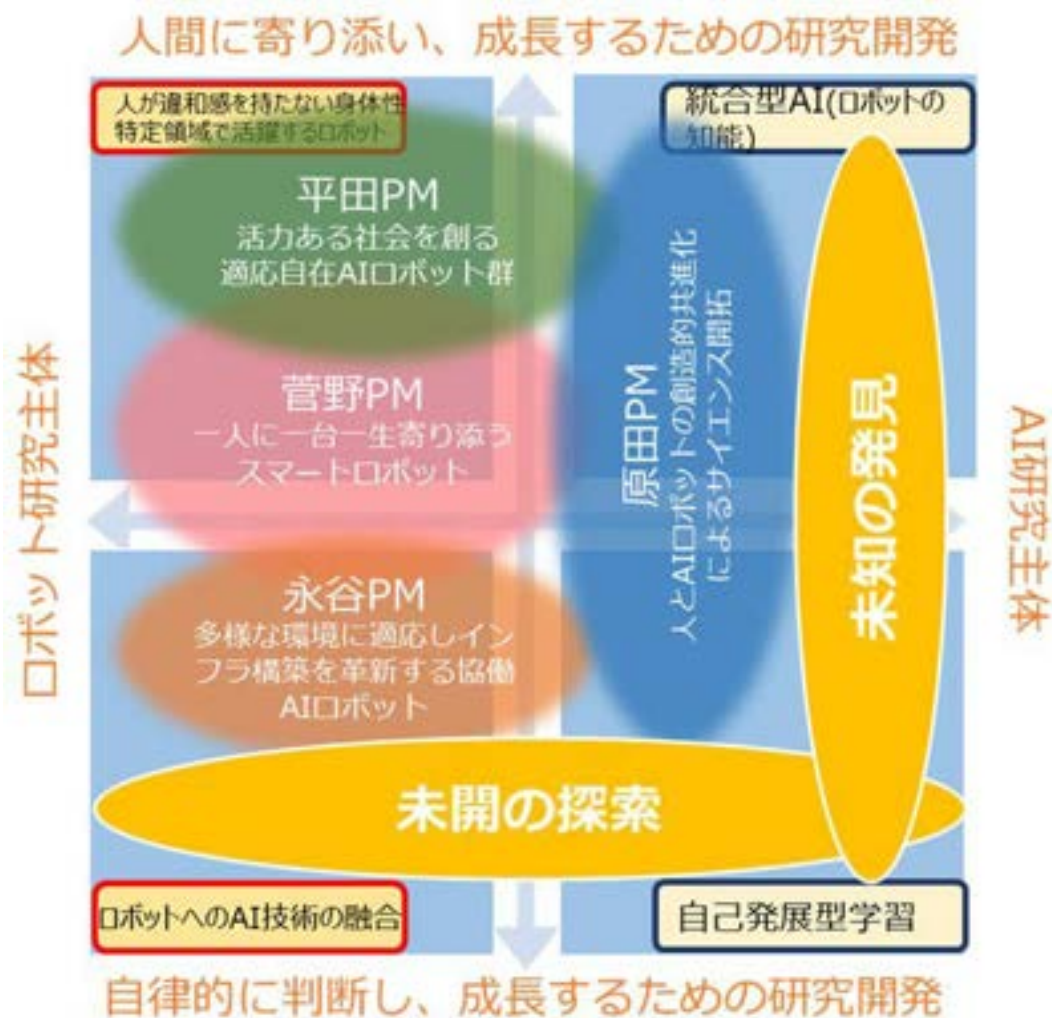 人間に寄り添い、成長するための研究開発
人が違和感を持たない身体性
特定領域で活躍するロボット
統合型AI(ロボットの
知能)
平田PM
活力ある社会を創る
適応自在AIロボット群
菅野PM
一人に一台一生寄り添う
スマートロボット
永谷PM
多様な環境に適応しイン
フラ構築を革新する協働
AIロボット
原田PM
人とAIロボットの創造的共進化
によるサイエンス開拓
未知の発見
未開の探索
ロボット研究主体
AI研究主体
ロボットへのAI技術の融合
自己発展型学習
自律的に判断し、成長するための研究開発